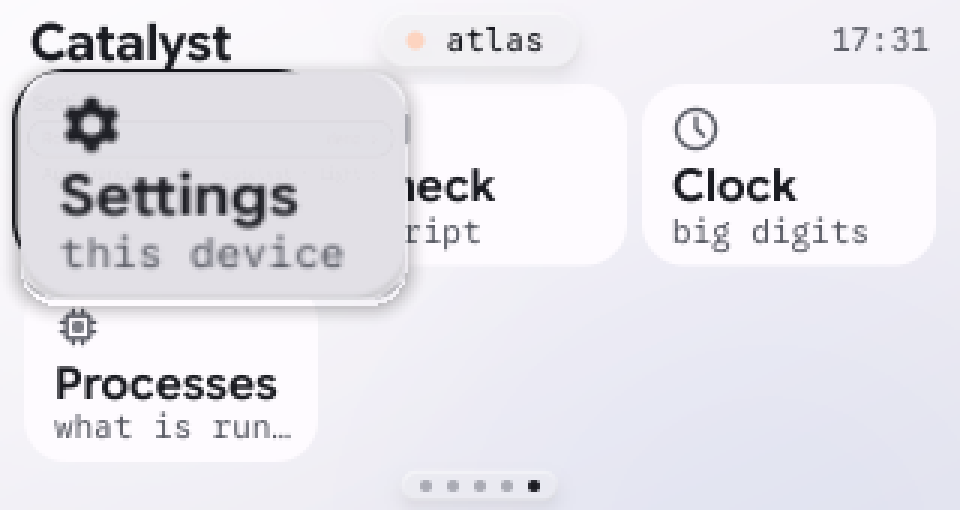 Catalyst
atlas
17:31
Settings
this device
heck
ript
Clock
big digits
Processes
what is run…